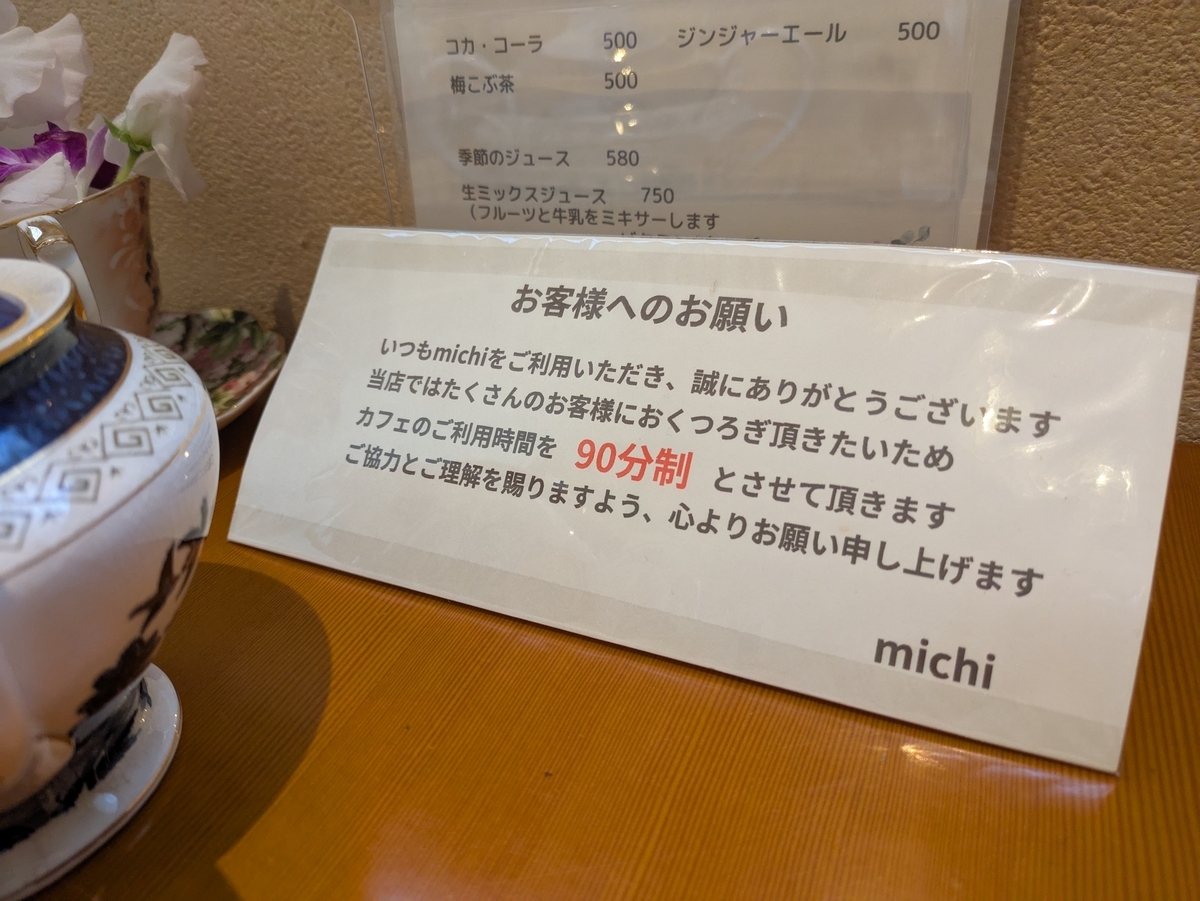 コカ・コーラ 500 ジンジャーエール 500
梅こぶ茶 500
季節のジュース 580
生ミックスジュース 750
（フルーツと牛乳をミキサーします
お客様へのお願い
いつもmichiをご利用いただき、誠にありがとうございます
当店ではたくさんのお客様におくつろぎ頂きたいため
カフェのご利用時間を 90分制 とさせて頂きます
ご協力とご理解を賜りますよう、心よりお願い申し上げます
michi